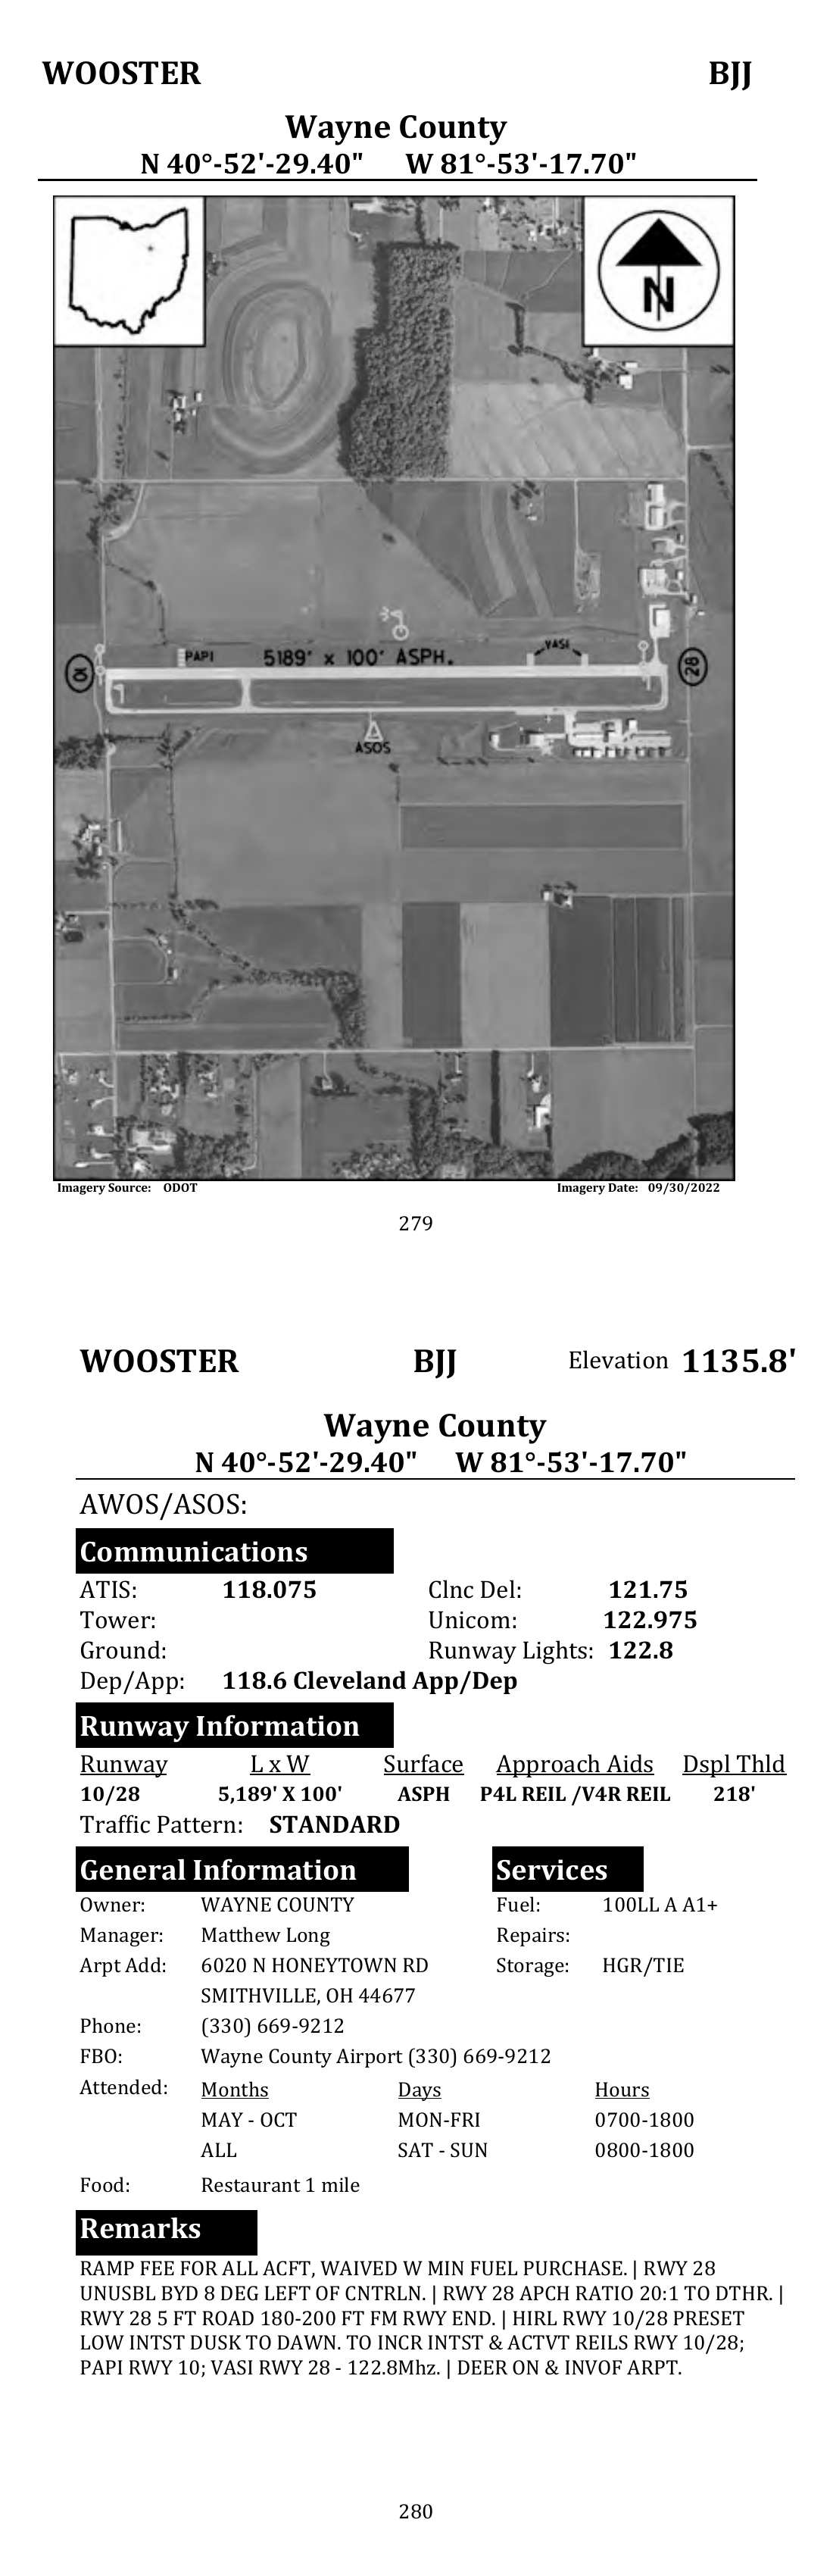 WOOSTER BJJ
Wayne County
N 40°-52'-29.40" W 81°-53'-17.70"
N
PAPI 5189' x 100' ASPH. VASI
10 28
ASOS
Imagery Source: ODOT Imagery Date: 09/30/2022
279
WOOSTER BJJ Elevation 1135.8'
Wayne County
N 40°-52'-29.40" W 81°-53'-17.70"
AWOS/ASOS:
Communications
ATIS: 118.075 Clnc Del: 121.75
Tower: Unicom: 122.975
Ground: Runway Lights: 122.8
Dep/App: 118.6 Cleveland App/Dep
Runway Information
Runway L x W Surface Approach Aids Dspl Thld
10/28 5,189' X 100' ASPH P4L REIL /V4R REIL 218'
Traffic Pattern: STANDARD
General Information Services
Owner: WAYNE COUNTY Fuel: 100LL A A1+
Manager: Matthew Long Repairs:
Arpt Add: 6020 N HONEYTOWN RD Storage: HGR/TIE
SMITHVILLE, OH 44677
Phone: (330) 669-9212
FBO: Wayne County Airport (330) 669-9212
Attended: Months Days Hours
MAY - OCT MON-FRI 0700-1800
ALL SAT - SUN 0800-1800
Food: Restaurant 1 mile
Remarks
RAMP FEE FOR ALL ACFT, WAIVED W MIN FUEL PURCHASE. | RWY 28
UNUSBL BYD 8 DEG LEFT OF CNTRLN. | RWY 28 APCH RATIO 20:1 TO DTHR. |
RWY 28 5 FT ROAD 180-200 FT FM RWY END. | HIRL RWY 10/28 PRESET
LOW INTST DUSK TO DAWN. TO INCR INTST & ACTVT REILS RWY 10/28;
PAPI RWY 10; VASI RWY 28 - 122.8Mhz. | DEER ON & INVOF ARPT.
280